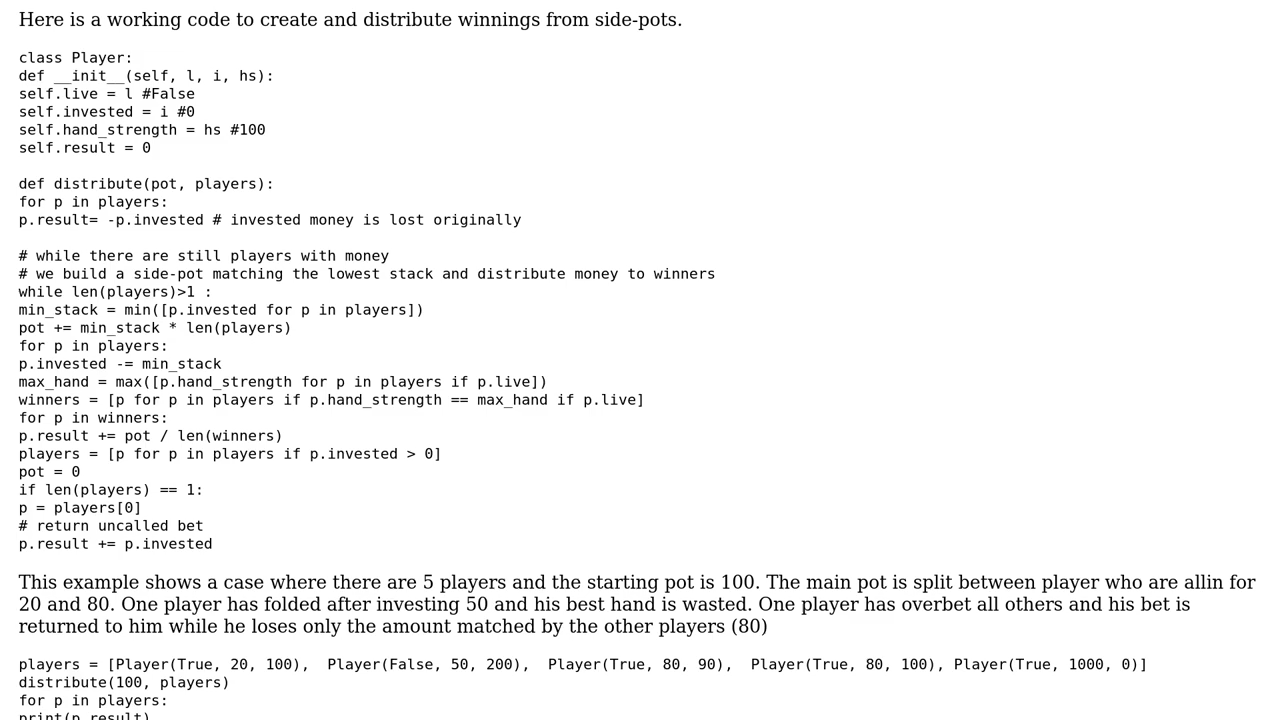 Here is a working code to create and distribute winnings from side-pots.
class Player:
def __init__(self, l, i, hs):
self.live = l #False
self.invested = i #0
self.hand_strength = hs #100
self.result = 0
def distribute(pot, players):
for p in players:
p.result= -p.invested # invested money is lost originally
# while there are still players with money
# we build a side-pot matching the lowest stack and distribute money to winners
while len(players)>1 :
min_stack = min([p.invested for p in players])
pot += min_stack * len(players)
for p in players:
p.invested -= min_stack
max_hand = max([p.hand_strength for p in players if p.live])
winners = [p for p in players if p.hand_strength == max_hand if p.live]
for p in winners:
p.result += pot / len(winners)
players = [p for p in players if p.invested > 0]
pot = 0
if len(players) == 1:
p = players[0]
# return uncalled bet
p.result += p.invested
This example shows a case where there are 5 players and the starting pot is 100. The main pot is split between player who are allin for
20 and 80. One player has folded after investing 50 and his best hand is wasted. One player has overbet all others and his bet is
returned to him while he loses only the amount matched by the other players (80)
players = [Player(True, 20, 100),  Player(False, 50, 200),  Player(True, 80, 90),  Player(True, 80, 100), Player(True, 1000, 0)]
distribute(100, players)
for p in players:
print(p.result)